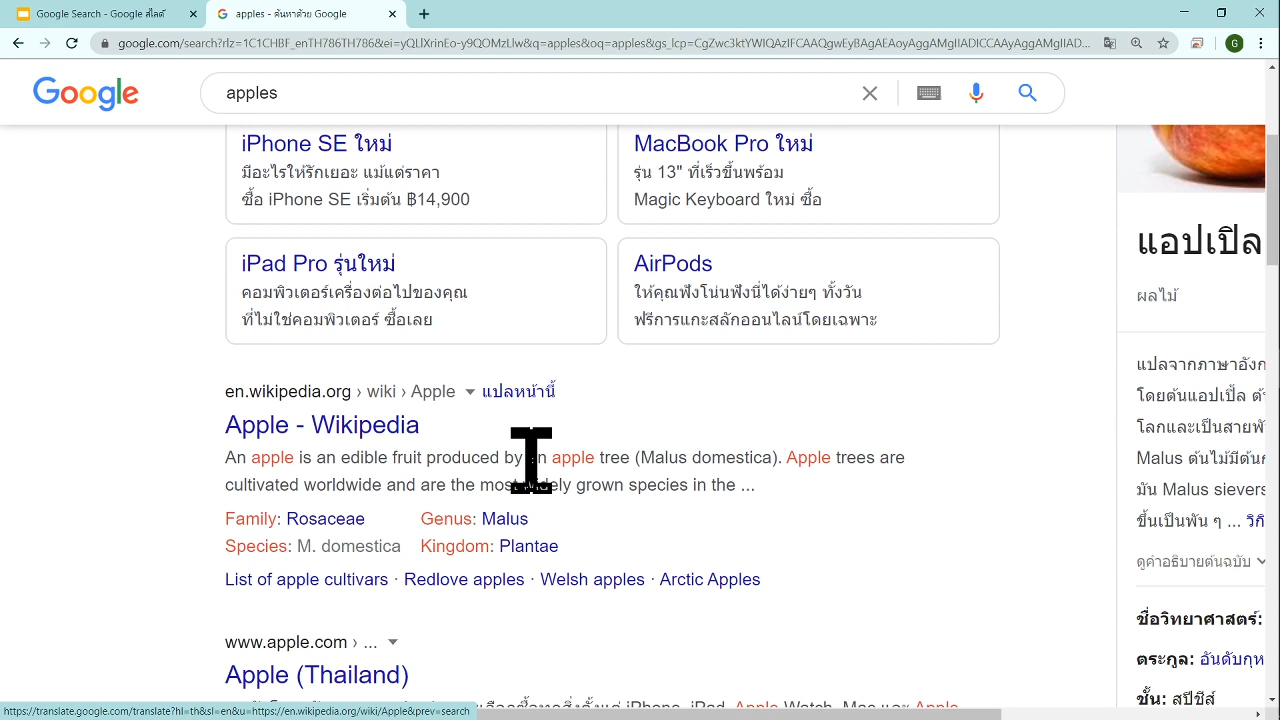 Google Search - Google สไลด์
apples - ค้นหาด้วย Google
google.com/search?rlz=1C1CHBF_enTH786TH786&ei=
G
Google
apples
iPhone SE ใหม่
มีอะไรให้รักเยอะ แม้แต่ราคา
ซื้อ iPhone SE เริ่มต้น ฿14,900
MacBook Pro ใหม่
รุ่น 13" ที่เร็วขึ้นพร้อม
Magic Keyboard ใหม่ ซื้อ
iPad Pro รุ่นใหม่
คอมพิวเตอร์เครื่องต่อไปของคุณ
ที่ไม่ใช่คอมพิวเตอร์ ซื้อเลย
AirPods
ให้คุณฟังโน่นฟังนี่ได้ง่ายๆ ทั้งวัน
ฟรีการแกะสลักออนไลน์โดยเฉพาะ
en.wikipedia.org › wiki › Apple แปลหน้านี้
Apple - Wikipedia
An apple is an edible fruit produced by an apple tree (Malus domestica). Apple trees are
cultivated worldwide and are the most widely grown species in the ...
Family: Rosaceae Genus: Malus
Species: M. domestica Kingdom: Plantae
List of apple cultivars · Redlove apples · Welsh apples · Arctic Apples
www.apple.com › ...
Apple (Thailand)
iPhone, iPad, Apple Watch, Mac และ Apple
แอปเปิล
ผลไม้
แปลจากภาษาอังก
โดยต้นแอปเปิ้ล
โลกและเป็นสายพั
Malus ต้นไม้มีต้น
มัน Malus sievers
ขึ้นเป็นพัน ๆ ... วิกิ
ดูคำอธิบายต้นฉบับ
ชื่อวิทยาศาสตร์:
ตระกูล: อันดับกุห
ชั้น: สปีชีส์
https://translate.google.com/translate?hl=th&sl=en&u=https://en.wikipedia.org/wiki/Apple&prev=search